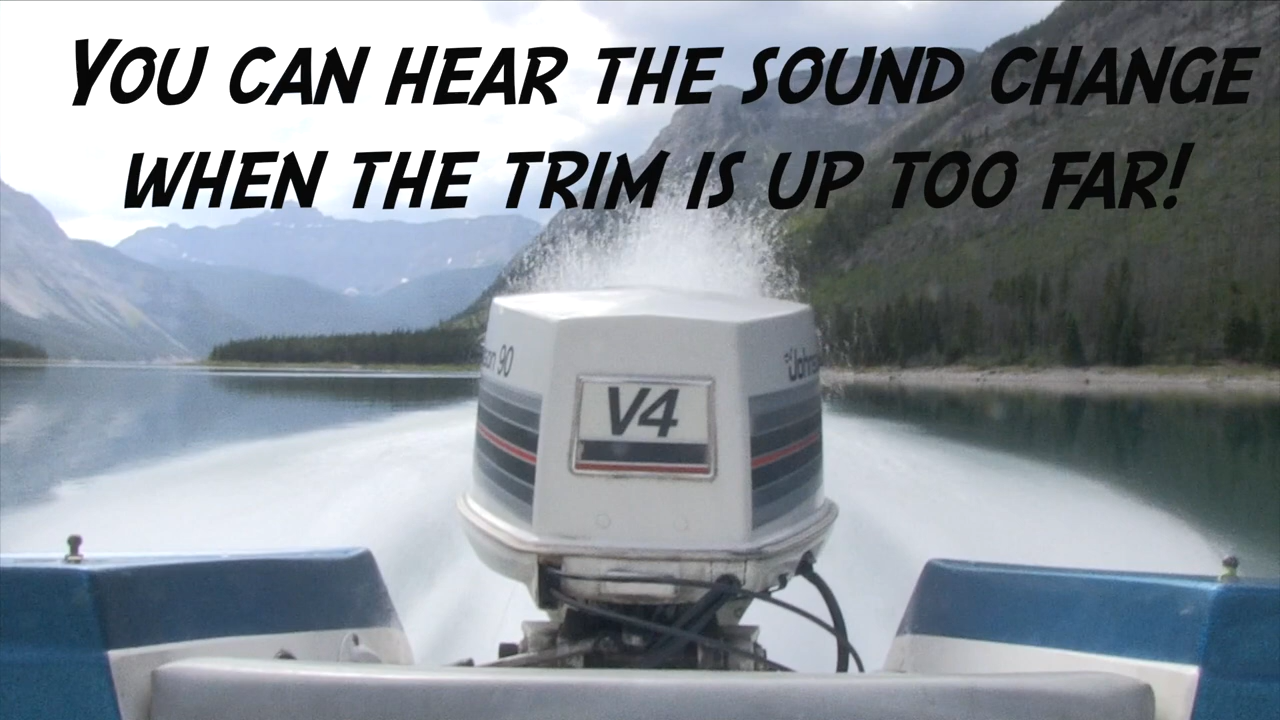 You can hear the sound change
when the trim is up too far!
90
Johnson
V4